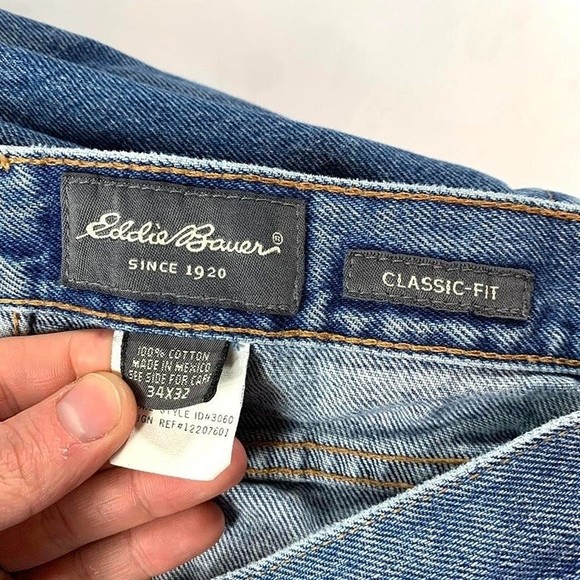 Eddie Bauer®
SINCE 1920
CLASSIC-FIT
100% COTTON
MADE IN MEXICO
SEE SIDE FOR CARE
34X32
STYLE ID#3060
IGN REF#12207601